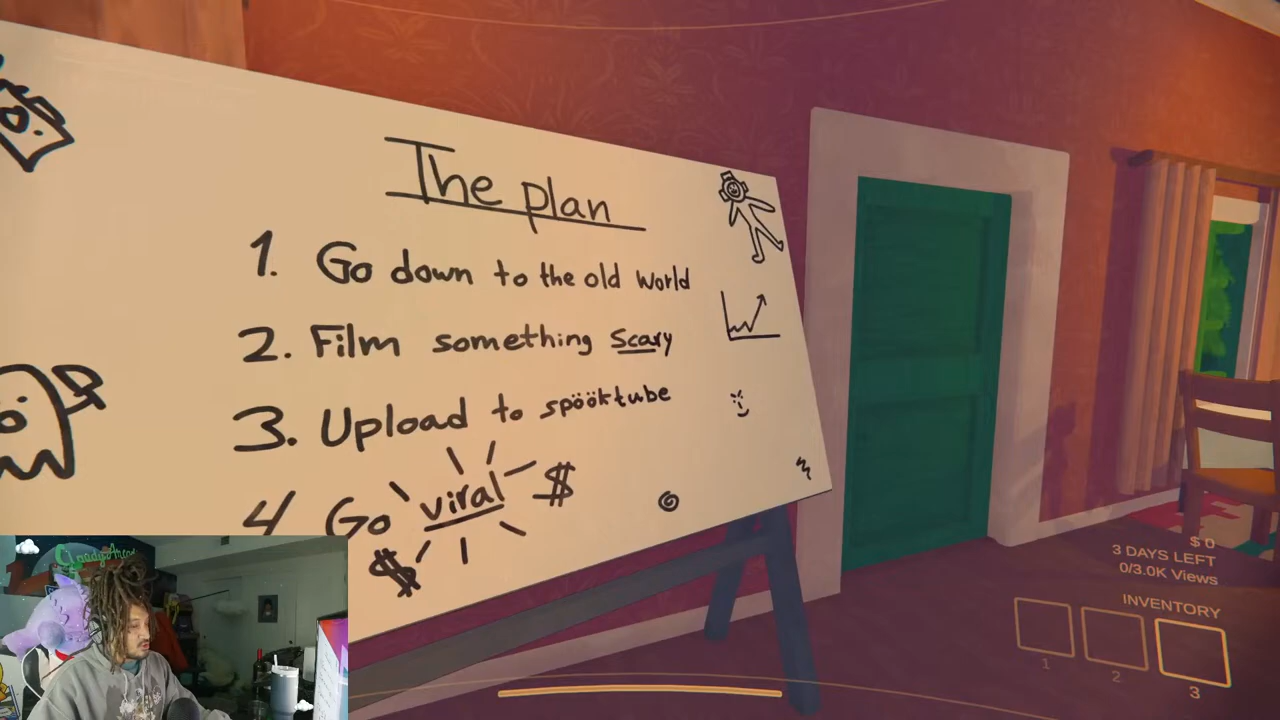 The plan
1. Go down to the old world
2. Film something scary
3. Upload to spööktube
4 Go viral $
$
$ 0
3 DAYS LEFT
0/3.0K Views
INVENTORY
1
2
3